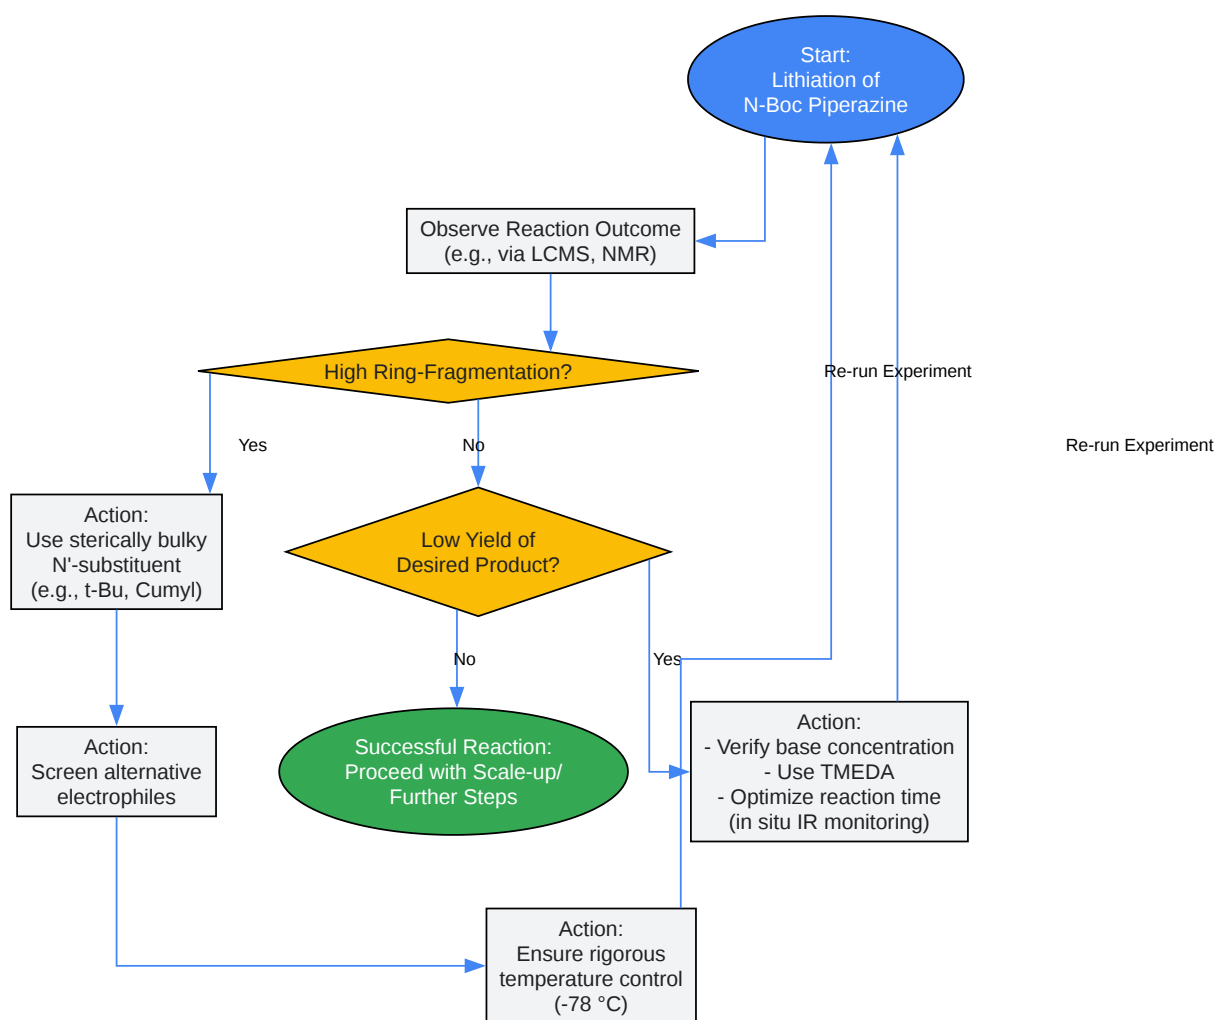 Start:
Lithiation of
N-Boc Piperazine
Observe Reaction Outcome
(e.g., via LCMS, NMR)
High Ring-Fragmentation?
Re-run Experiment
Yes
No
Re-run Experiment
Action:
Use sterically bulky
N'-substituent
(e.g., t-Bu, Cumyl)
Low Yield of
Desired Product?
No
Yes
Action:
Screen alternative
electrophiles
Successful Reaction:
Proceed with Scale-up/
Further Steps
Action:
- Verify base concentration
- Use TMEDA
- Optimize reaction time
(in situ IR monitoring)
Action:
Ensure rigorous
temperature control
(-78 °C)